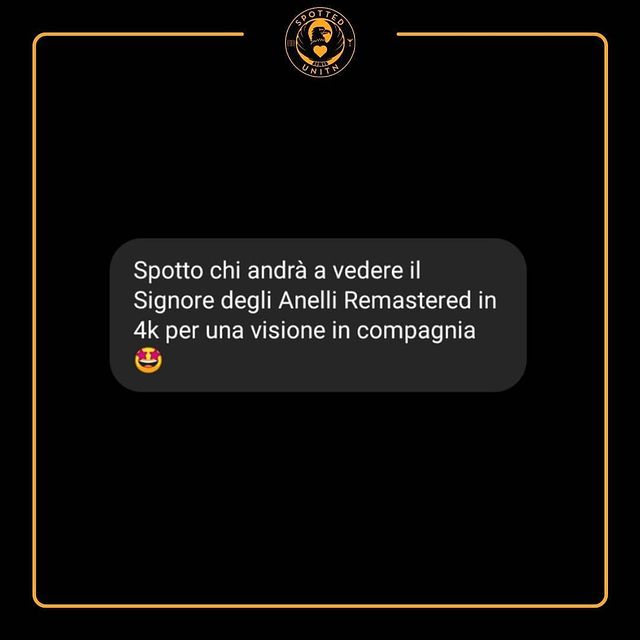 SPOTTED
UNITN
Spotto chi andrà a vedere il
Signore degli Anelli Remastered in
4k per una visione in compagnia
🤩